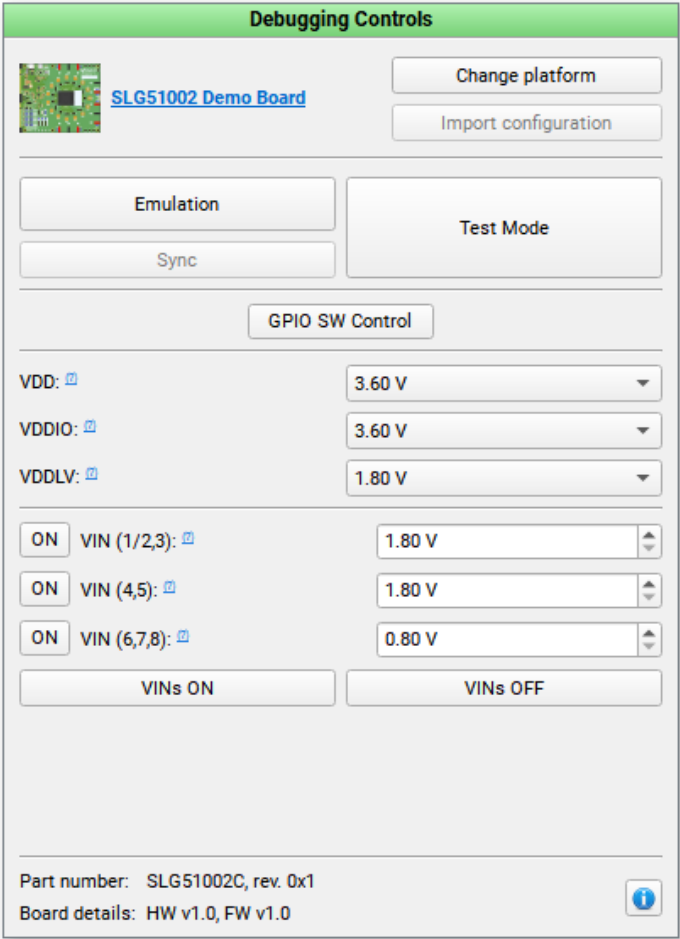 Debugging Controls
SLG51002 Demo Board
Change platform
Import configuration
Emulation
Sync
Test Mode
GPIO SW Control
VDD: [?] 3.60 V
VDDIO: [?] 3.60 V
VDDLV: [?] 1.80 V
ON VIN (1/2,3): [?] 1.80 V
ON VIN (4,5): [?] 1.80 V
ON VIN (6,7,8): [?] 0.80 V
VINs ON VINs OFF
Part number: SLG51002C, rev. 0x1
Board details: HW v1.0, FW v1.0